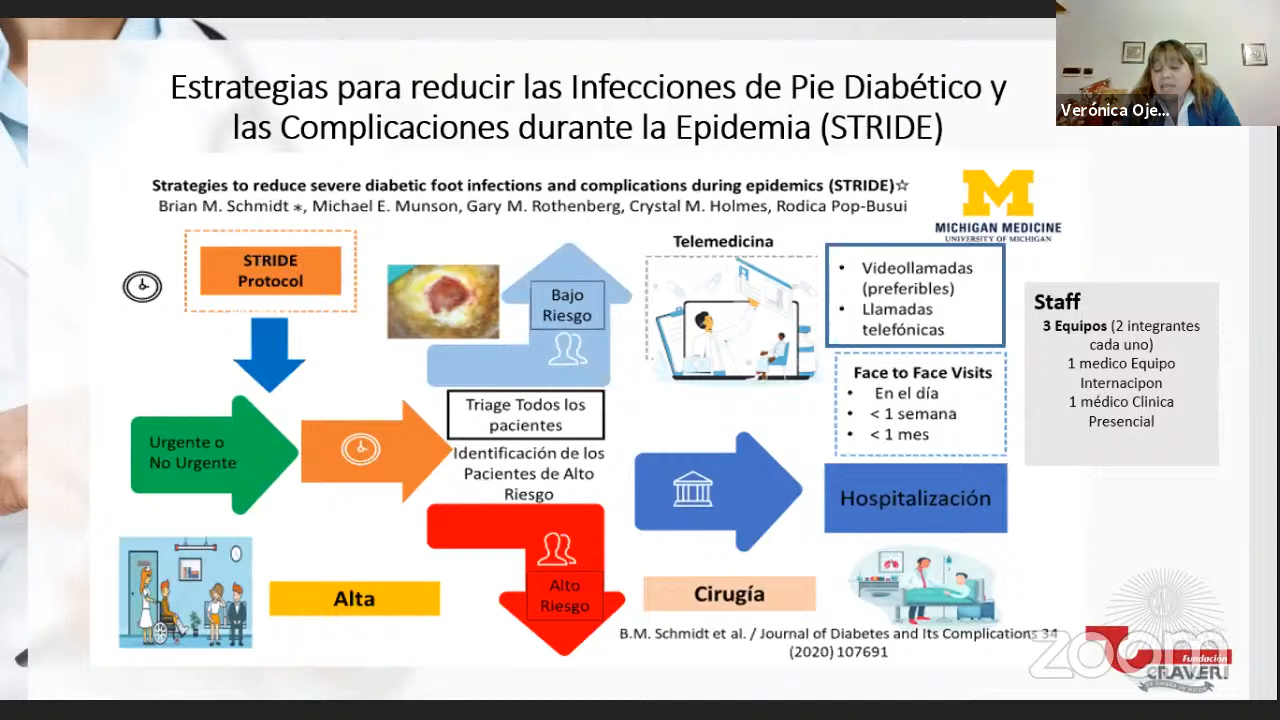 Estrategias para reducir las Infecciones de Pie Diabético y
las Complicaciones durante la Epidemia (STRIDE)
Verónica Oje...
Strategies to reduce severe diabetic foot infections and complications during epidemics (STRIDE)☆
Brian M. Schmidt ⁎, Michael E. Munson, Gary M. Rothenberg, Crystal M. Holmes, Rodica Pop-Busui
M
MICHIGAN MEDICINE
UNIVERSITY OF MICHIGAN
STRIDE
Protocol
Bajo
Riesgo
Telemedicina
• Videollamadas
(preferibles)
• Llamadas
telefónicas
Staff
3 Equipos (2 integrantes
cada uno)
1 medico Equipo
Internacipon
1 médico Clinica
Presencial
Face to Face Visits
• En el día
• < 1 semana
• < 1 mes
Urgente o
No Urgente
Triage Todos los
pacientes
Identificación de los
Pacientes de Alto
Riesgo
Hospitalización
Alta
Alto
Riesgo
Cirugía
B.M. Schmidt et al. / Journal of Diabetes and Its Complications 34
(2020) 107691
zoom
Fundación
CRAVERI